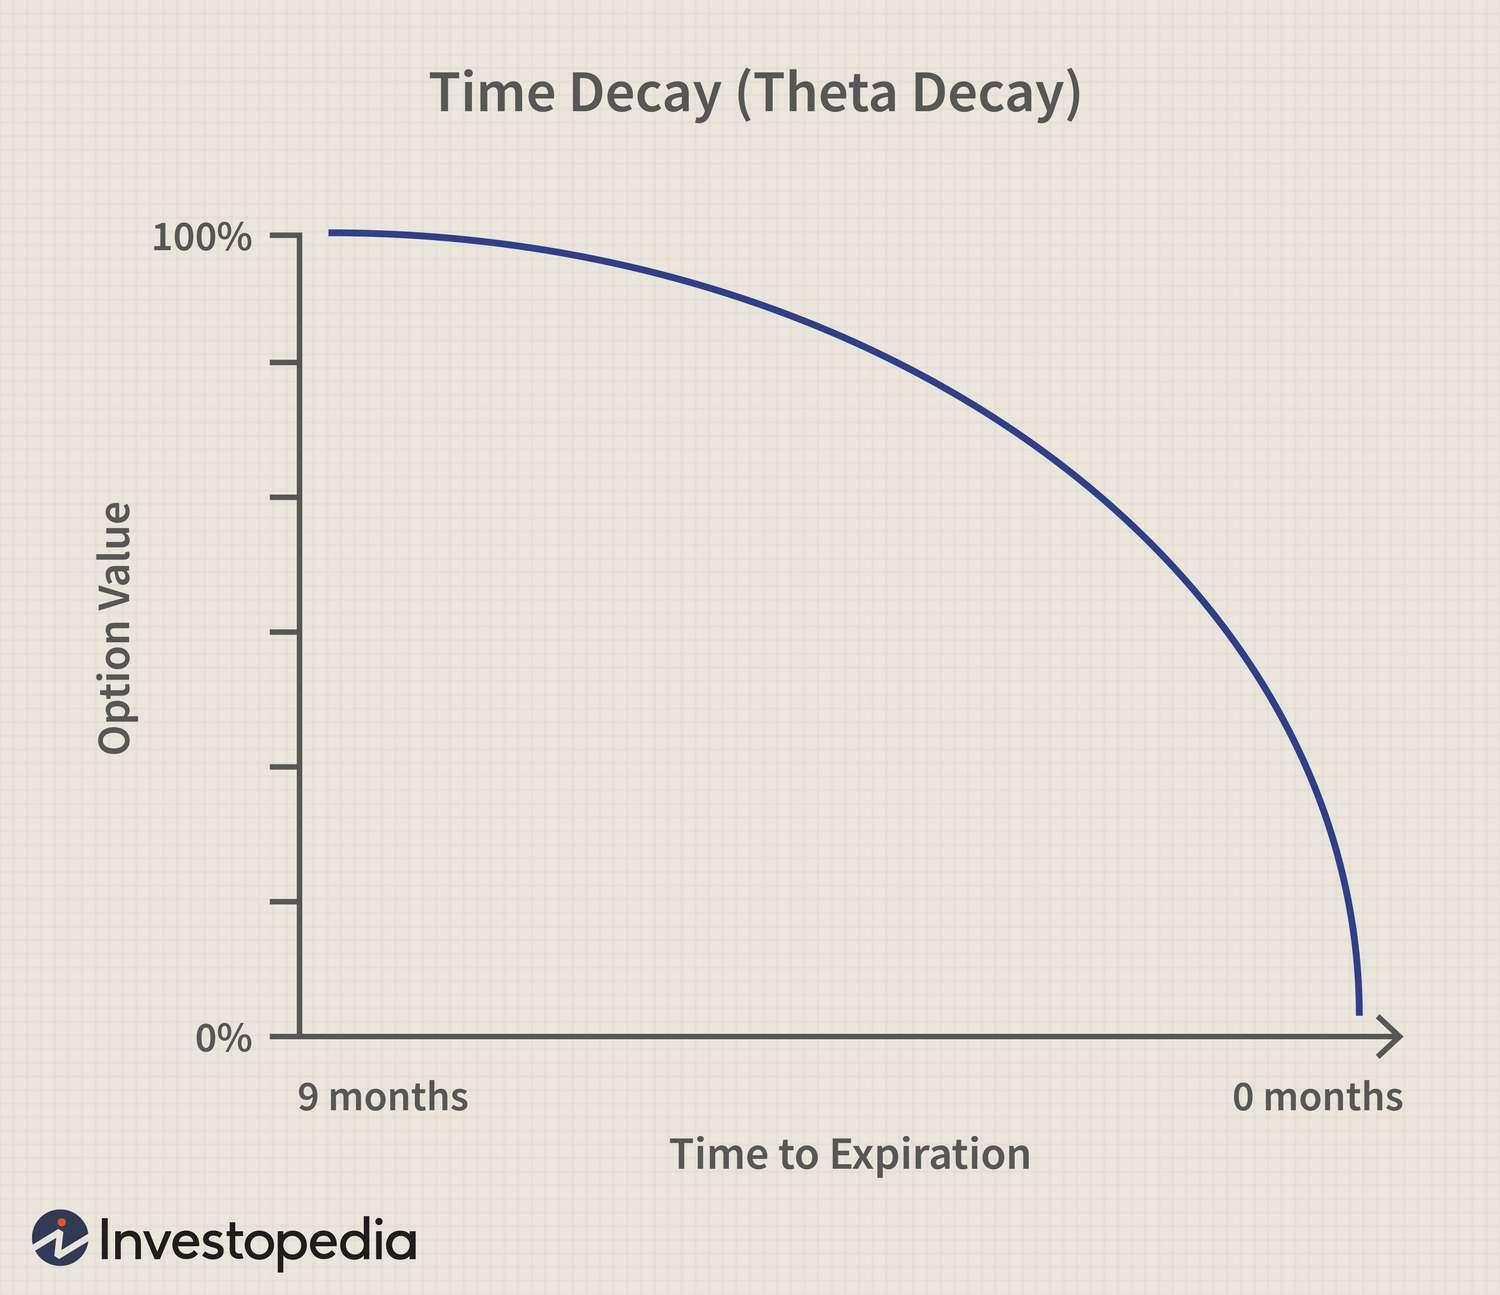 Time Decay (Theta Decay)
100%
Option Value
0%
9 months
0 months
Time to Expiration
Investopedia